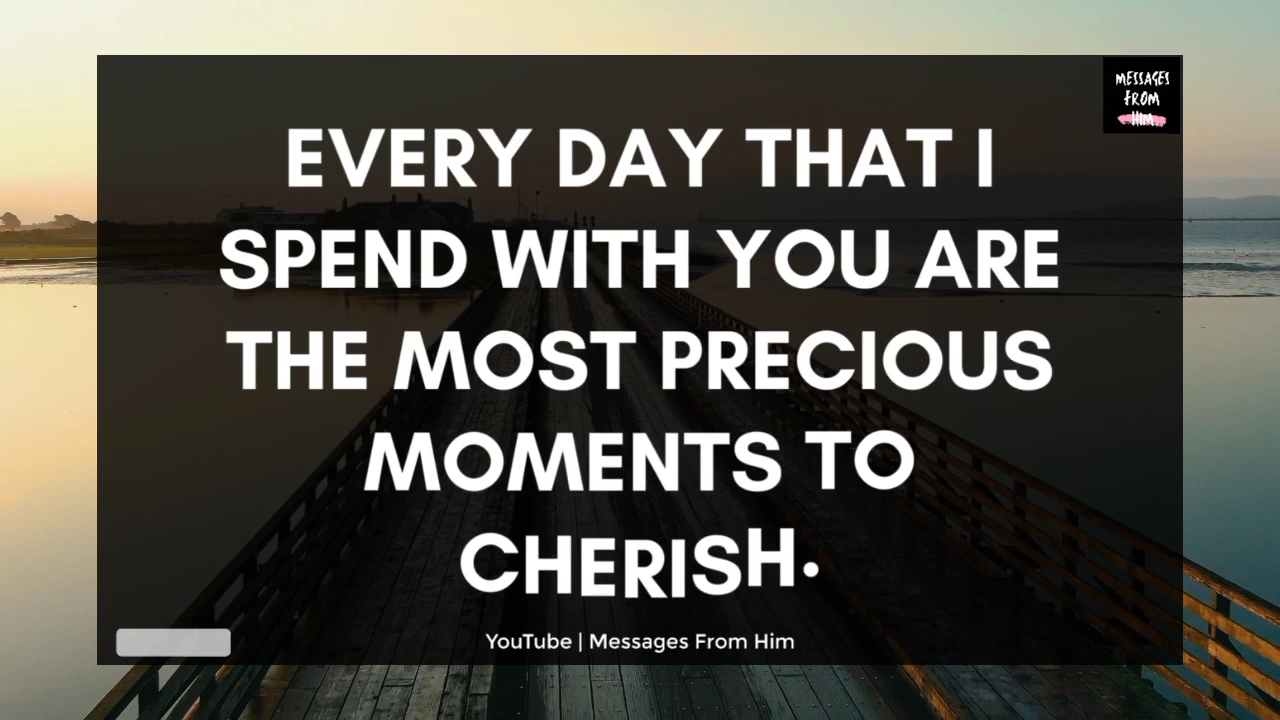 MESSAGES
FROM
HIM
EVERY DAY THAT I
SPEND WITH YOU ARE
THE MOST PRECIOUS
MOMENTS TO
CHERISH.
YouTube | Messages From Him